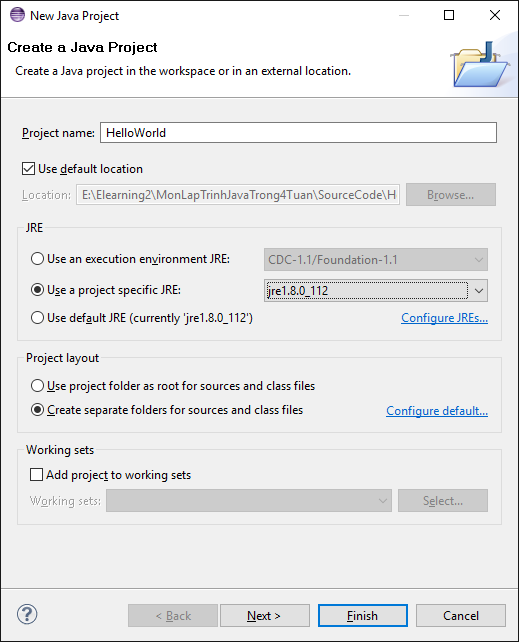 New Java Project
Create a Java Project
Create a Java project in the workspace or in an external location.
Project name: HelloWorld
Use default location
Location: E:\Elearning2\MonLapTrinhJavaTrong4Tuan\SourceCode\H
Browse...
JRE
Use an execution environment JRE: CDC-1.1/Foundation-1.1
Use a project specific JRE: jre1.8.0_112
Use default JRE (currently 'jre1.8.0_112') Configure JREs...
Project layout
Use project folder as root for sources and class files
Create separate folders for sources and class files Configure default...
Working sets
Add project to working sets
Working sets: Select...
? < Back Next > Finish Cancel